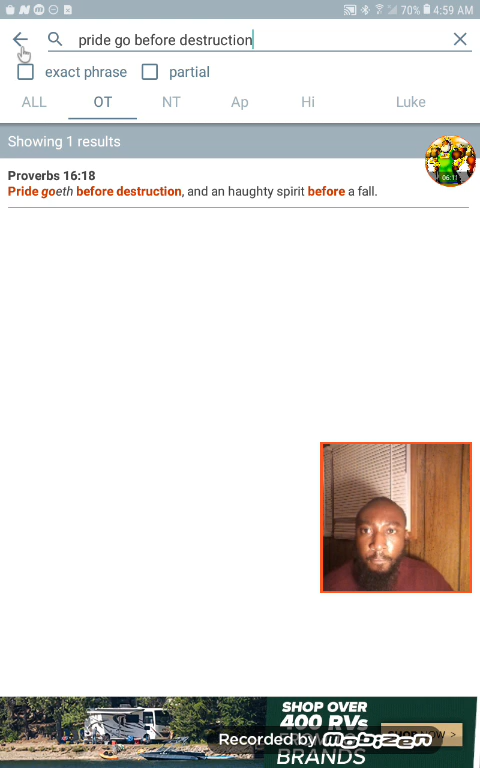 70% 4:59 AM
pride go before destruction
exact phrase partial
ALL OT NT Ap Hi Luke
Showing 1 results
06:11
Proverbs 16:18
Pride goeth before destruction, and an haughty spirit before a fall.
SHOP OVER
400 RVs
Recorded by MOBIZEN
BRANDS